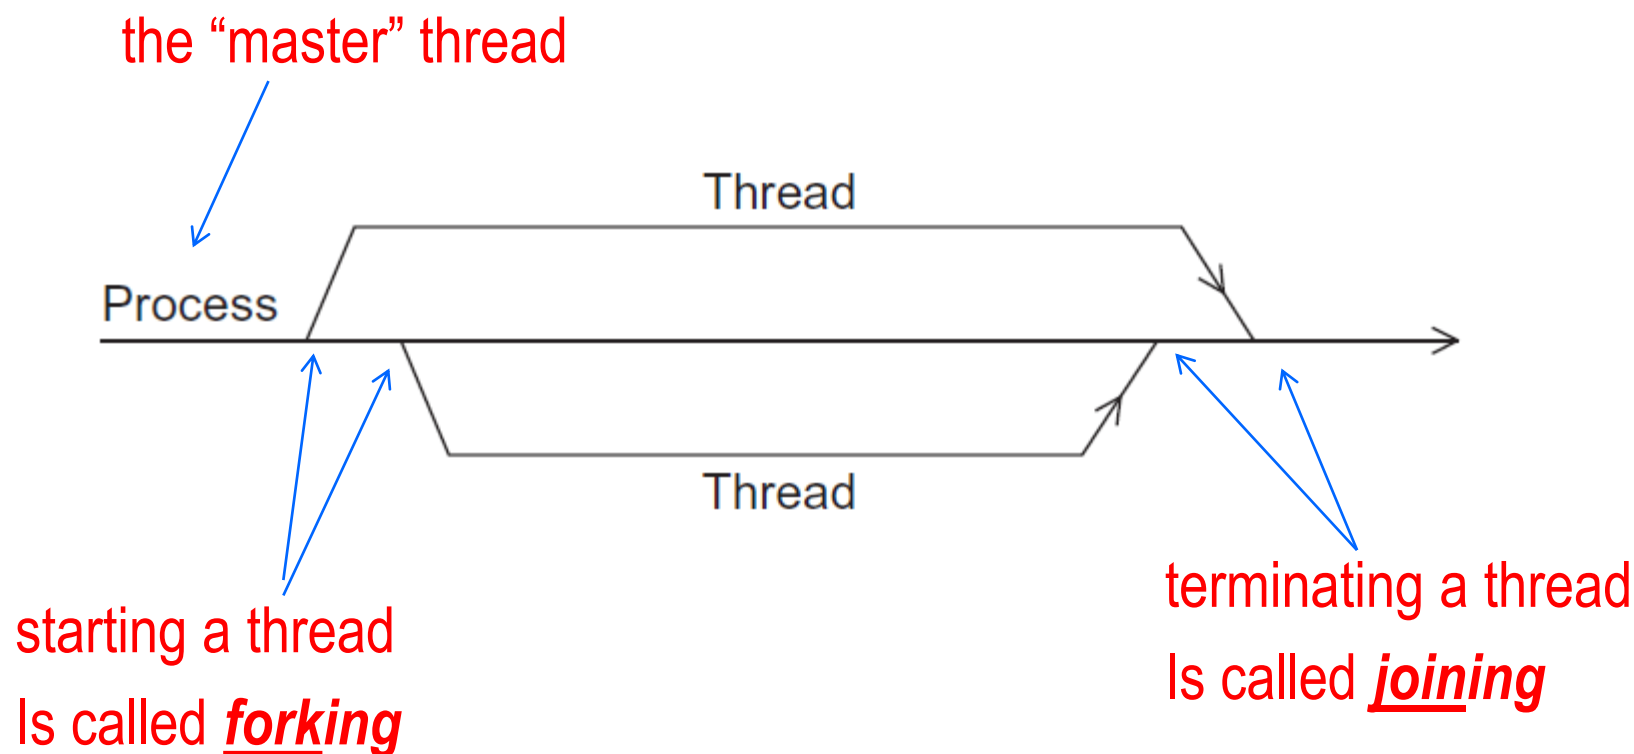 the “master” thread
Thread
Process
Thread
starting a thread
Is called forking
terminating a thread
Is called joining